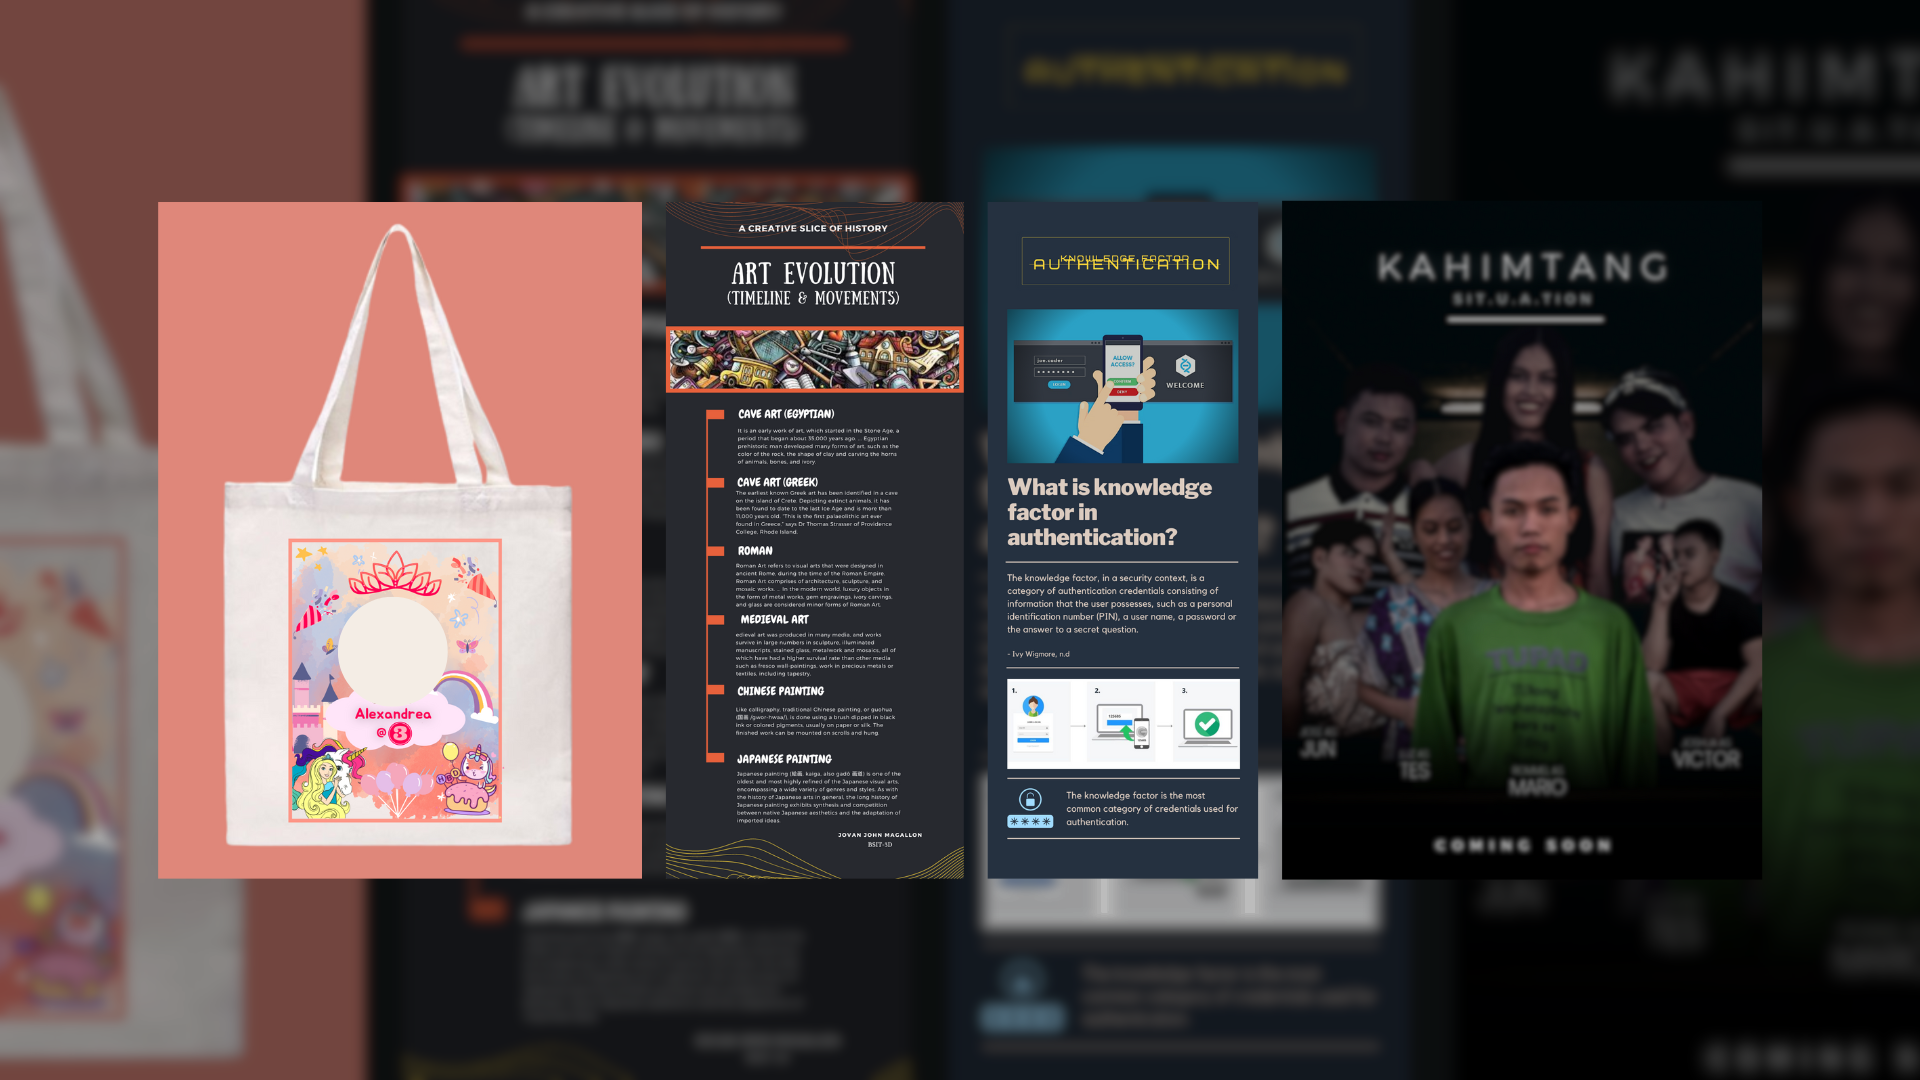 Alexandrea
@ 3
HBD
A CREATIVE SLICE OF HISTORY
ART EVOLUTION
(TIMELINE & MOVEMENTS)
CAVE ART (EGYPTIAN)
It is an early work of art, which started in the Stone Age, a
period that began about 35,000 years ago. .. Egyptian
prehistoric man developed many forms of art, such as the
color of the rock, the shape of clay and carving the horns
of animals, bones, and ivory.
CAVE ART (GREEK)
The earliest known Greek art has been identified in a cave
on the island of Crete. Depicting extinct animals, it has
been found to date to the last Ice Age and is more than
11,000 years old. "This is the first palaeolithic art ever
found in Greece," says Dr Thomas Strasser of Providence
College, Rhode Island.
ROMAN
Roman Art refers to visual arts that were designed in
ancient Rome, during the time of the Roman Empire.
Roman Art comprises of architecture, sculpture, and
mosaic works. .. In the modern world, luxury objects in
the form of metal works, gem engravings, ivory carvings,
and glass are considered minor forms of Roman Art.
MEDIEVAL ART
edieval art was produced in many media, and works
survive in large numbers in sculpture, illuminated
manuscripts, stained glass, metalwork and mosaics, all of
which have had a higher survival rate than other media
such as fresco wall-paintings, work in precious metals or
textiles, including tapestry.
CHINESE PAINTING
Like calligraphy, traditional Chinese painting, or guohua
(国画 /gwor-hwaa/), is done using a brush dipped in black
ink or colored pigments, usually on paper or silk. The
finished work can be mounted on scrolls and hung.
JAPANESE PAINTING
Japanese painting (絵画, kaiga, also gadō 画道) is one of the
oldest and most highly refined of the Japanese visual arts,
encompassing a wide variety of genres and styles. As with
the history of Japanese arts in general, the long history of
Japanese painting exhibits synthesis and competition
between native Japanese aesthetics and the adaptation of
imported ideas.
JOVAN JOHN MAGALLON
BSIT-3D
KNOWLEDGE FACTOR
AUTHENTICATION
jon.coder
ALLOW
ACCESS?
DENY
WELCOME
What is knowledge
factor in
authentication?
The knowledge factor, in a security context, is a
category of authentication credentials consisting of
information that the user possesses, such as a personal
identification number (PIN), a user name, a password or
the answer to a secret question.
- Ivy Wigmore, n.d
1.
2.
3.
The knowledge factor is the most
common category of credentials used for
authentication.
KAHIMTANG
SIT.U.A.TION
JUN
TES
MARIO
VICTOR
COMING SOON